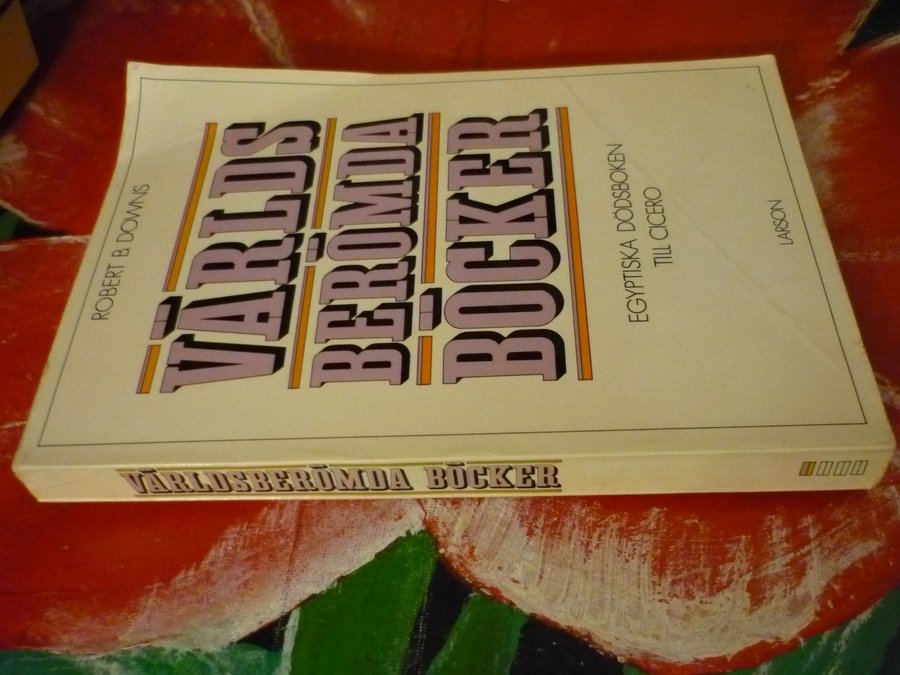 ROBERT B. DOWNS
VÄRLDS
BERÖMDA
BÖCKER
EGYPTISKA DÖDSBOKEN
TILL CICERO
LARSON
VÄRLDSBERÖMDA BÖCKER